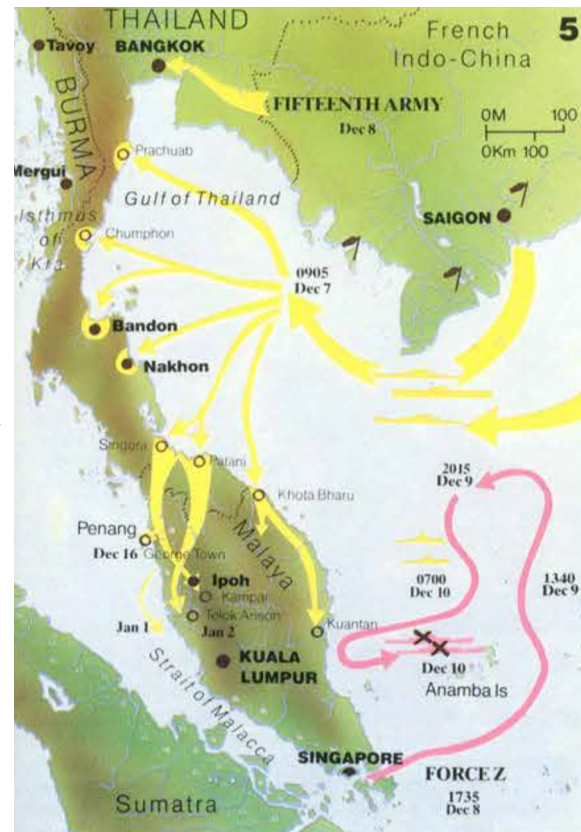 THAILAND
5
Tavoy
BANGKOK
French
Indo-China
FIFTEENTH ARMY
Dec 8
0M 100
0Km 100
BURMA
Prachuab
Mergui
Gulf of Thailand
SAIGON
Isthmus
of
Kra
Chumphon
0905
Dec 7
Bandon
Nakhon
Singora
Patani
2015
Dec 9
Khota Bharu
Penang
Dec 16
George Town
Malaya
0700
Dec 10
1340
Dec 9
Ipoh
Kampar
Telok Anson
Jan 1
Jan 2
Kuantan
KUALA
LUMPUR
Dec 10
Anamba Is
Strait of Malacca
SINGAPORE
FORCE Z
1735
Dec 8
Sumatra